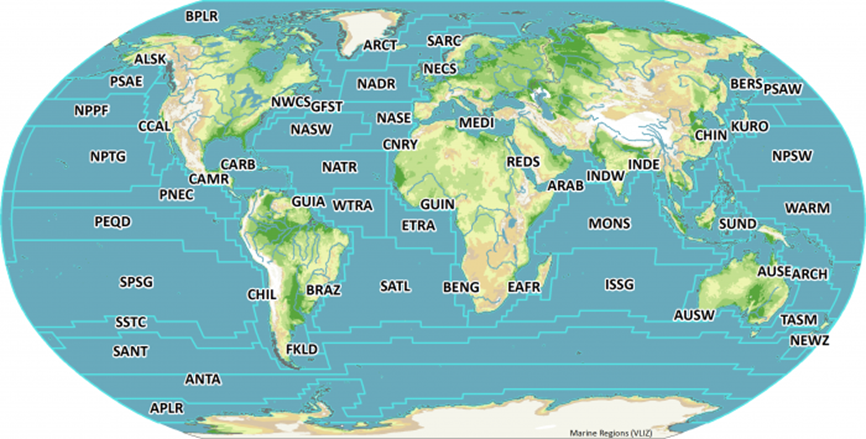 BPLR
ARCT
SARC
ALSK
NECS
PSAE
NADR
BERS
PSAW
NPPF
NWCS
GFST
NASE
CCAL
NASW
MEDI
KURO
CHIN
CNRY
NPTG
CARB
NATR
REDS
INDE
NPSW
CAMR
INDW
ARAB
PNEC
GUIA
WTRA
GUIN
WARM
PEQD
ETRA
MONS
SUND
SPSG
CHIL
BRAZ
SATL
BENG
EAFR
ISSG
AUSE
ARCH
AUSW
SSTC
TASM
NEWZ
SANT
FKLD
ANTA
APLR
Marine Regions (VLIZ)